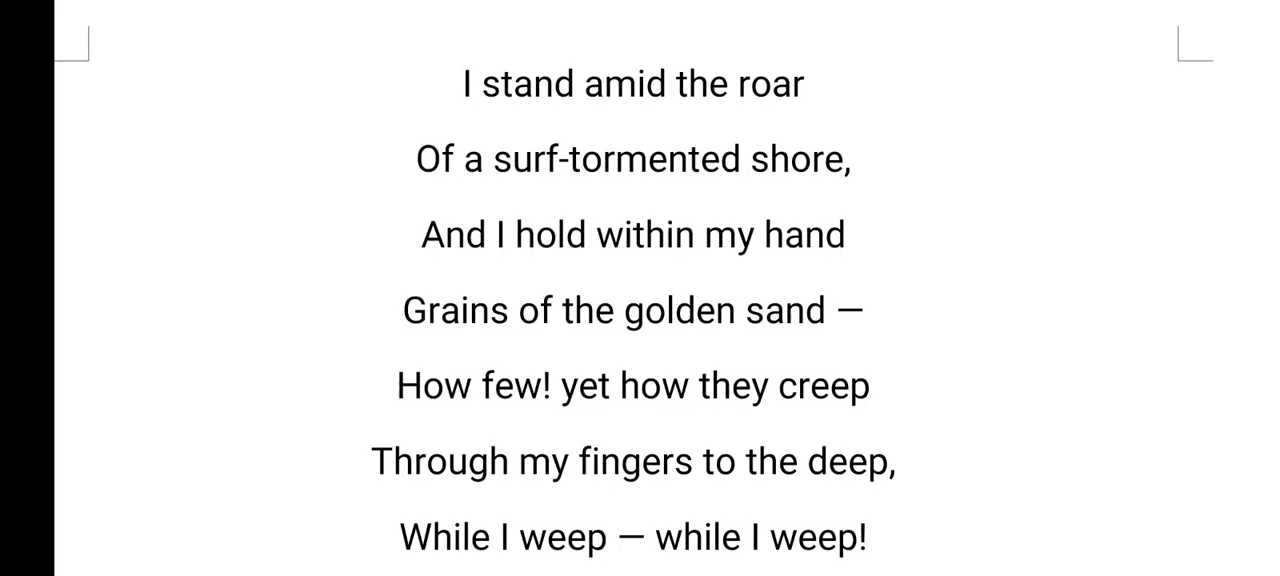 I stand amid the roar
Of a surf-tormented shore,
And I hold within my hand
Grains of the golden sand —
How few! yet how they creep
Through my fingers to the deep,
While I weep — while I weep!